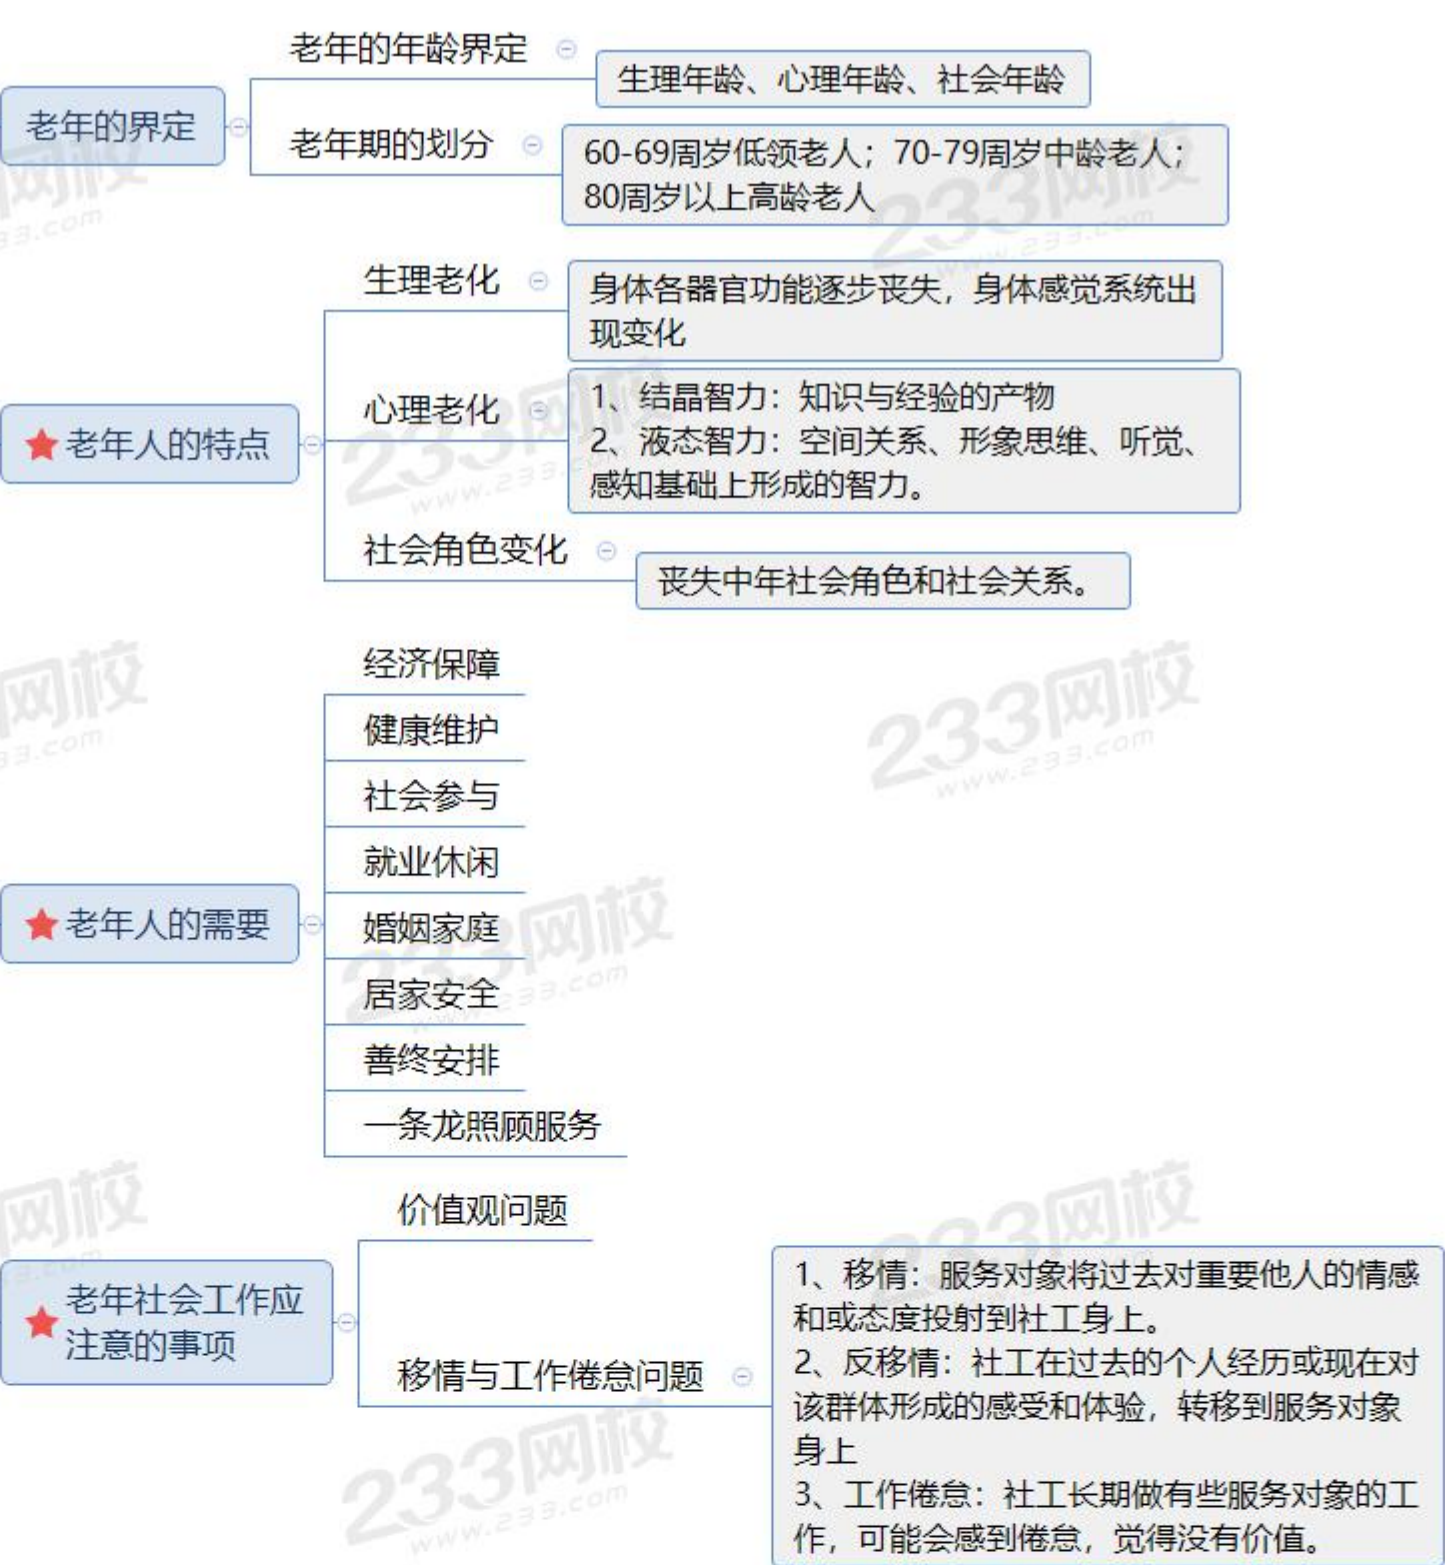 老年的界定
老年的年龄界定
生理年龄、心理年龄、社会年龄
老年期的划分
60-69周岁低领老人；70-79周岁中龄老人；
80周岁以上高龄老人
老年人的特点
生理老化
身体各器官功能逐步丧失，身体感觉系统出
现变化
心理老化
1、结晶智力：知识与经验的产物
2、液态智力：空间关系、形象思维、听觉、
感知基础上形成的智力。
社会角色变化
丧失中年社会角色和社会关系。
老年人的需要
经济保障
健康维护
社会参与
就业休闲
婚姻家庭
居家安全
善终安排
一条龙照顾服务
老年社会工作应
注意的事项
价值观问题
移情与工作倦怠问题
1、移情：服务对象将过去对重要他人的情感
和或态度投射到社工身上。
2、反移情：社工在过去的个人经历或现在对
该群体形成的感受和体验，转移到服务对象
身上
3、工作倦怠：社工长期做有些服务对象的工
作，可能会感到倦怠，觉得没有价值。
233网校
www.233.com